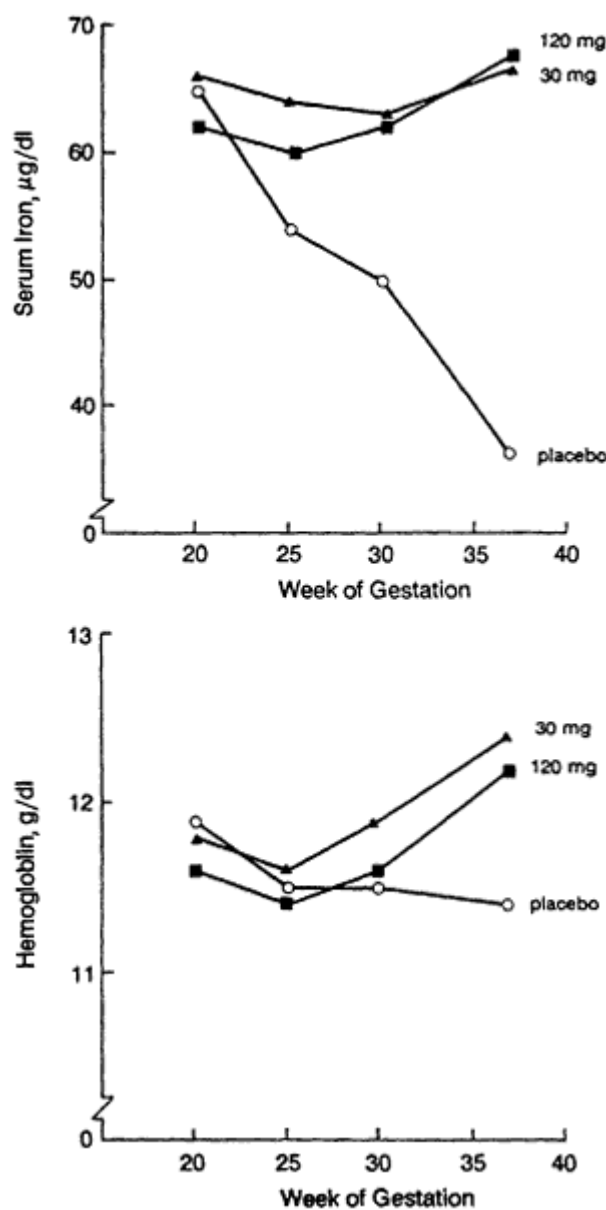 70
120 mg
30 mg
60
Serum Iron, µg/dl
50
40
placebo
0
20 25 30 35 40
Week of Gestation
13
30 mg
12
120 mg
Hemogloblin, g/dl
placebo
11
0
20 25 30 35 40
Week of Gestation